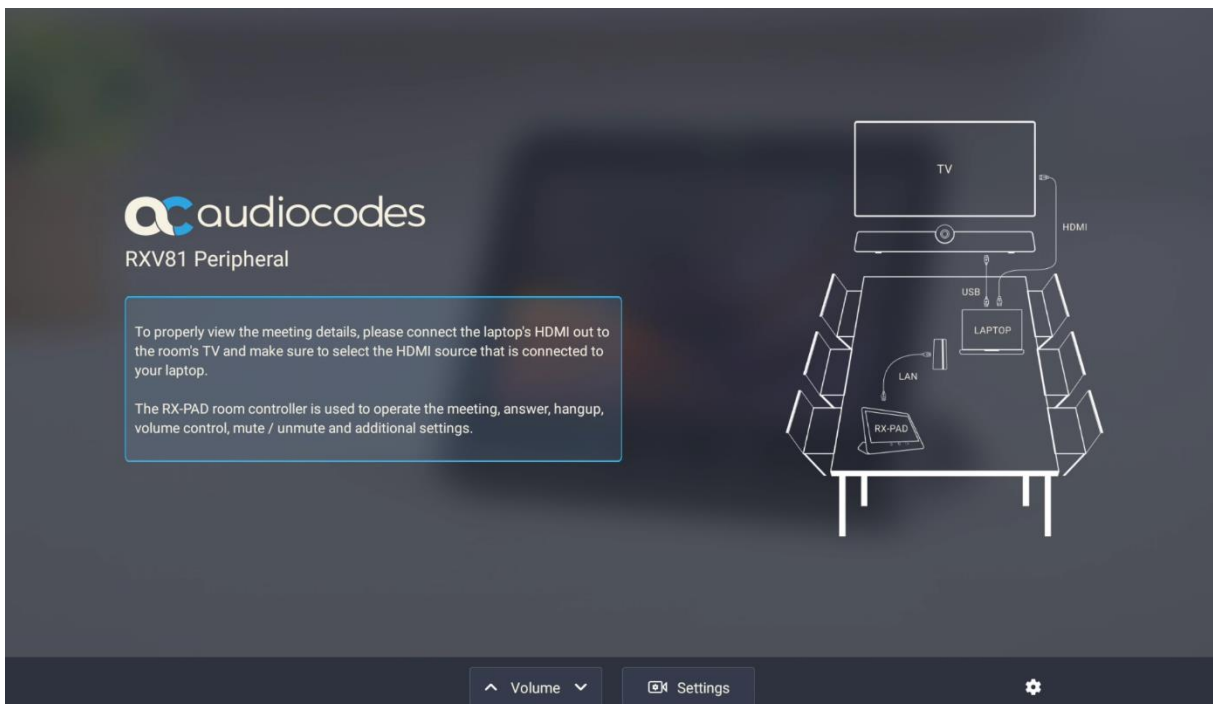 audiocodes
RXV81 Peripheral
To properly view the meeting details, please connect the laptop's HDMI out to
the room's TV and make sure to select the HDMI source that is connected to
your laptop.
The RX-PAD room controller is used to operate the meeting, answer, hangup,
volume control, mute / unmute and additional settings.
TV
HDMI
USB
LAPTOP
LAN
RX-PAD
Volume
Settings